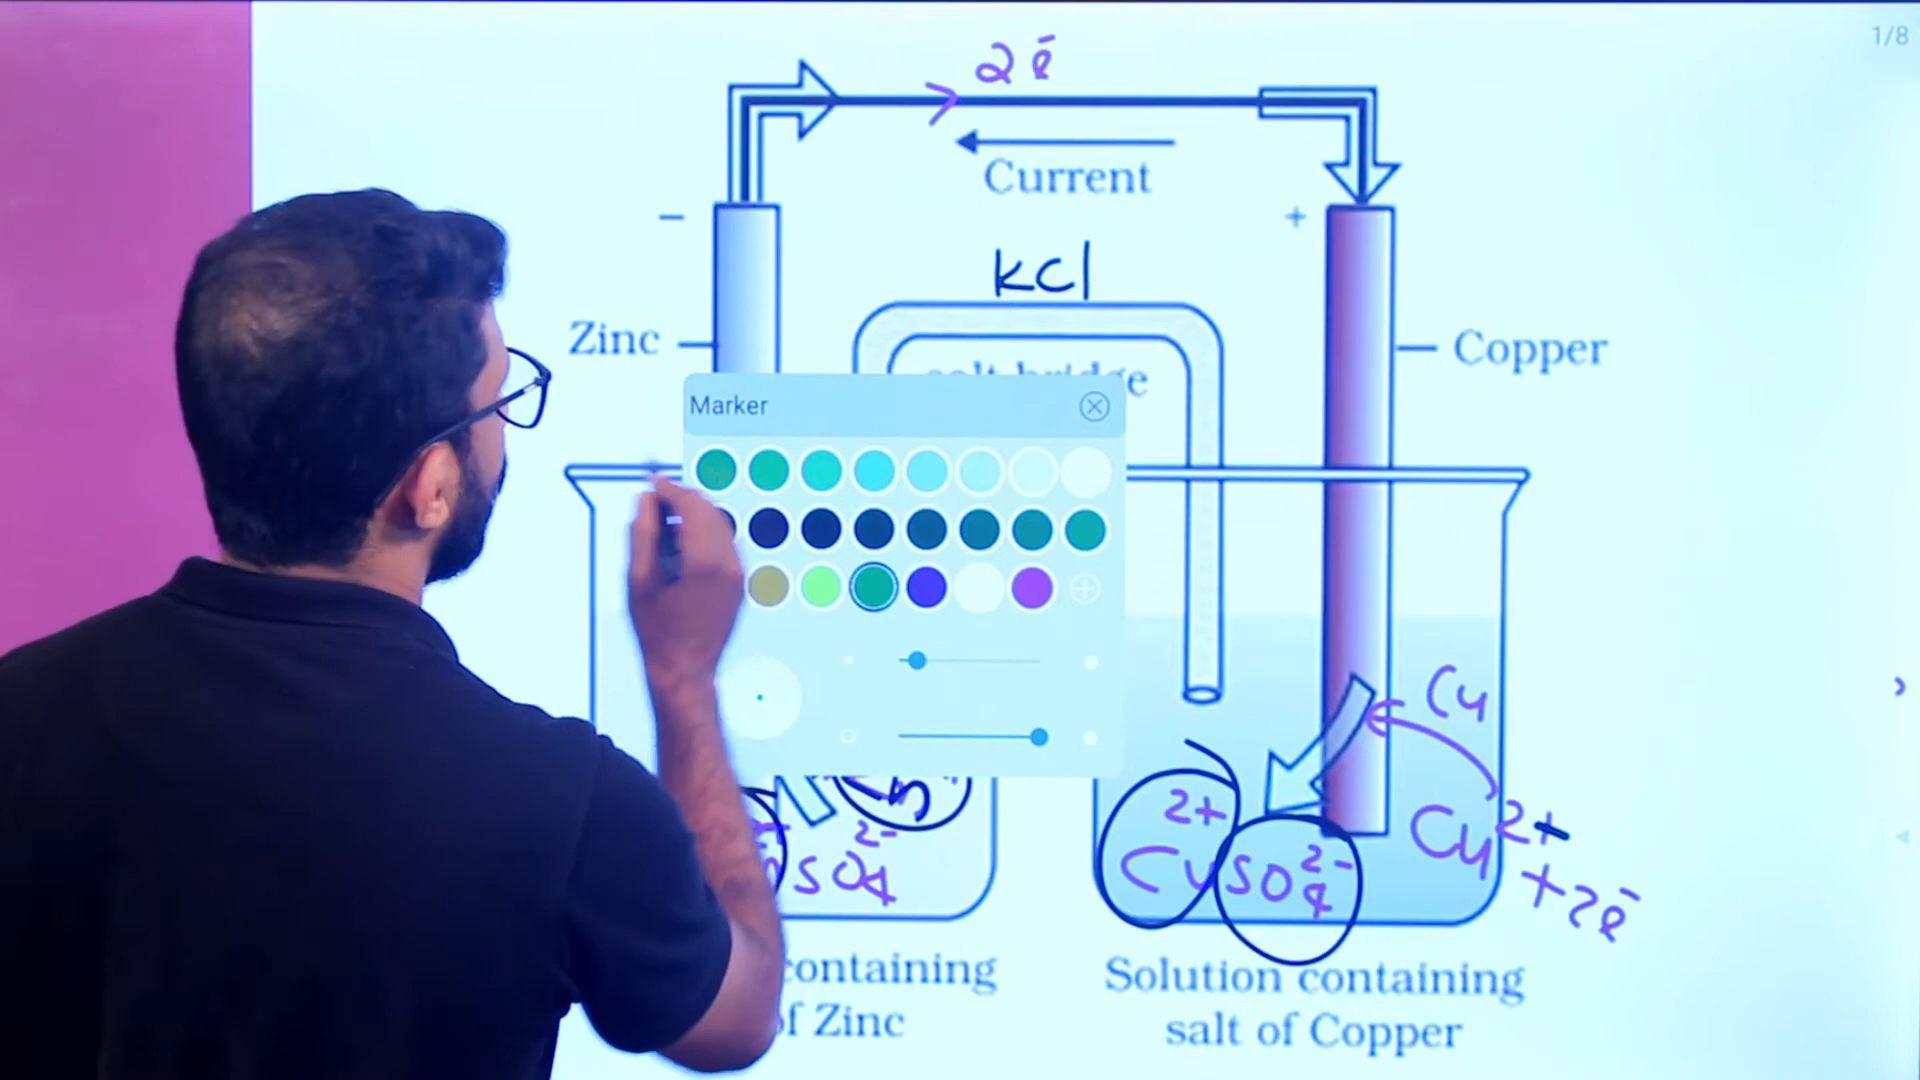 1/8
2e̅
Current
−
+
KCl
Zinc
Copper
Marker
Cu
2+
2-
SO4
2+
CuSO4 2-
Cu 2+
+2e̅
containing
of Zinc
Solution containing
salt of Copper